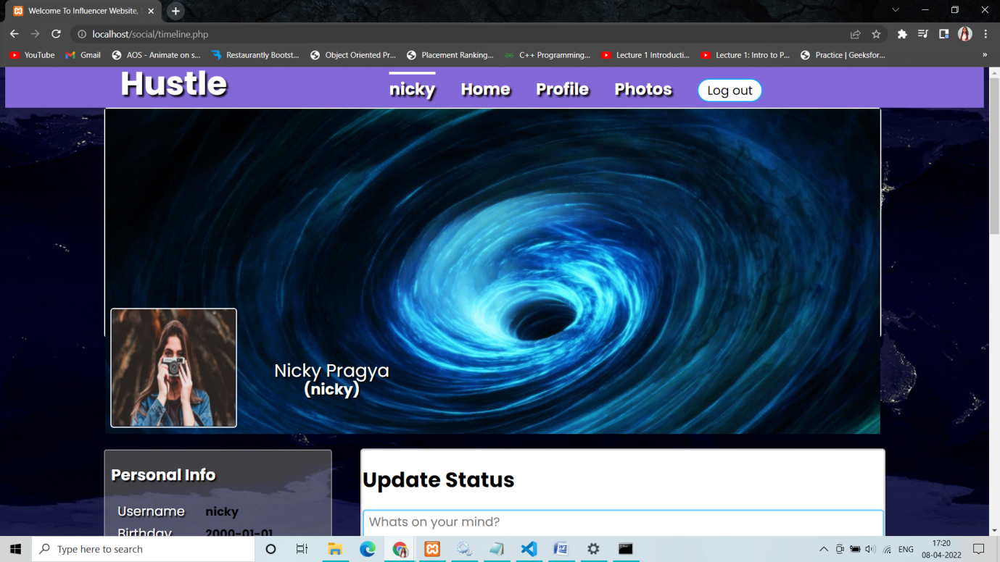 Welcome To Influencer Website,
localhost/social/timeline.php
YouTube Gmail AOS - Animate on s... Restaurantly Bootst... Object Oriented Pr... Placement Ranking... C++ Programming... Lecture 1 Introducti... Lecture 1: Intro to P... Practice | Geeksfor... »
Hustle nicky Home Profile Photos Log out
Nicky Pragya
(nicky)
Personal Info
Username nicky
Birthday 2000-01-01
Update Status
Whats on your mind?
Type here to search
ENG
17:20
08-04-2022